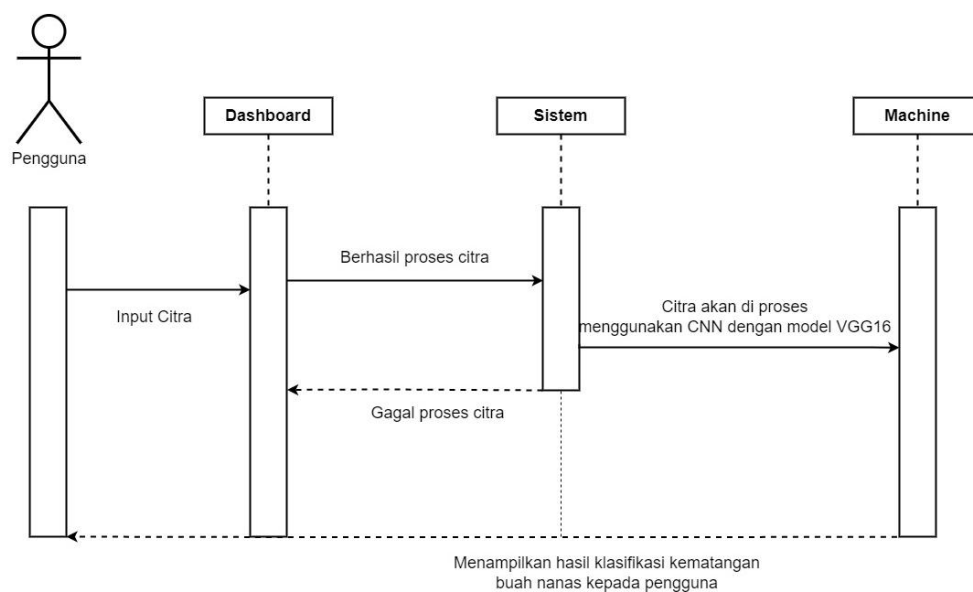 Pengguna
Dashboard
Sistem
Machine
Berhasil proses citra
Input Citra
Citra akan di proses
menggunakan CNN dengan model VGG16
Gagal proses citra
Menampilkan hasil klasifikasi kematangan
buah nanas kepada pengguna